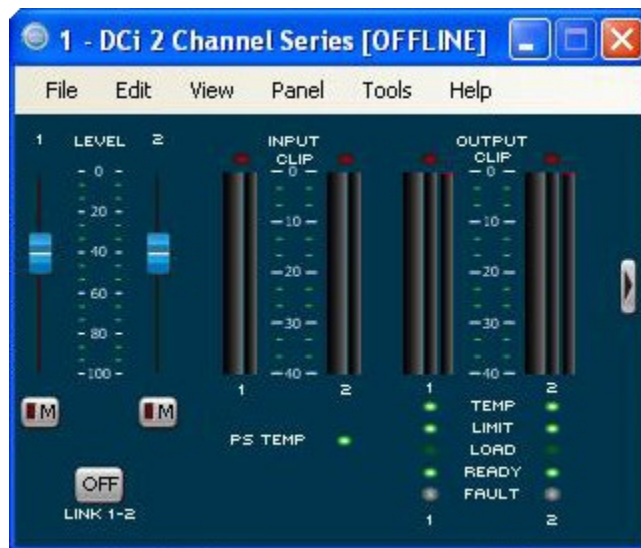 1 - DCi 2 Channel Series [OFFLINE]
File Edit View Panel Tools Help
1 LEVEL 2 INPUT CLIP OUTPUT CLIP
- 0 - - 0 - - 0 -
- 20 - -10 - -10 -
- 40 - -20 - -20 -
- 60 - -30 - -30 -
- 80 -
-100 - -40 - -40 -
1 2 1 2
M M
TEMP
PS TEMP LIMIT
LOAD
OFF READY
FAULT
LINK 1-2 1 2